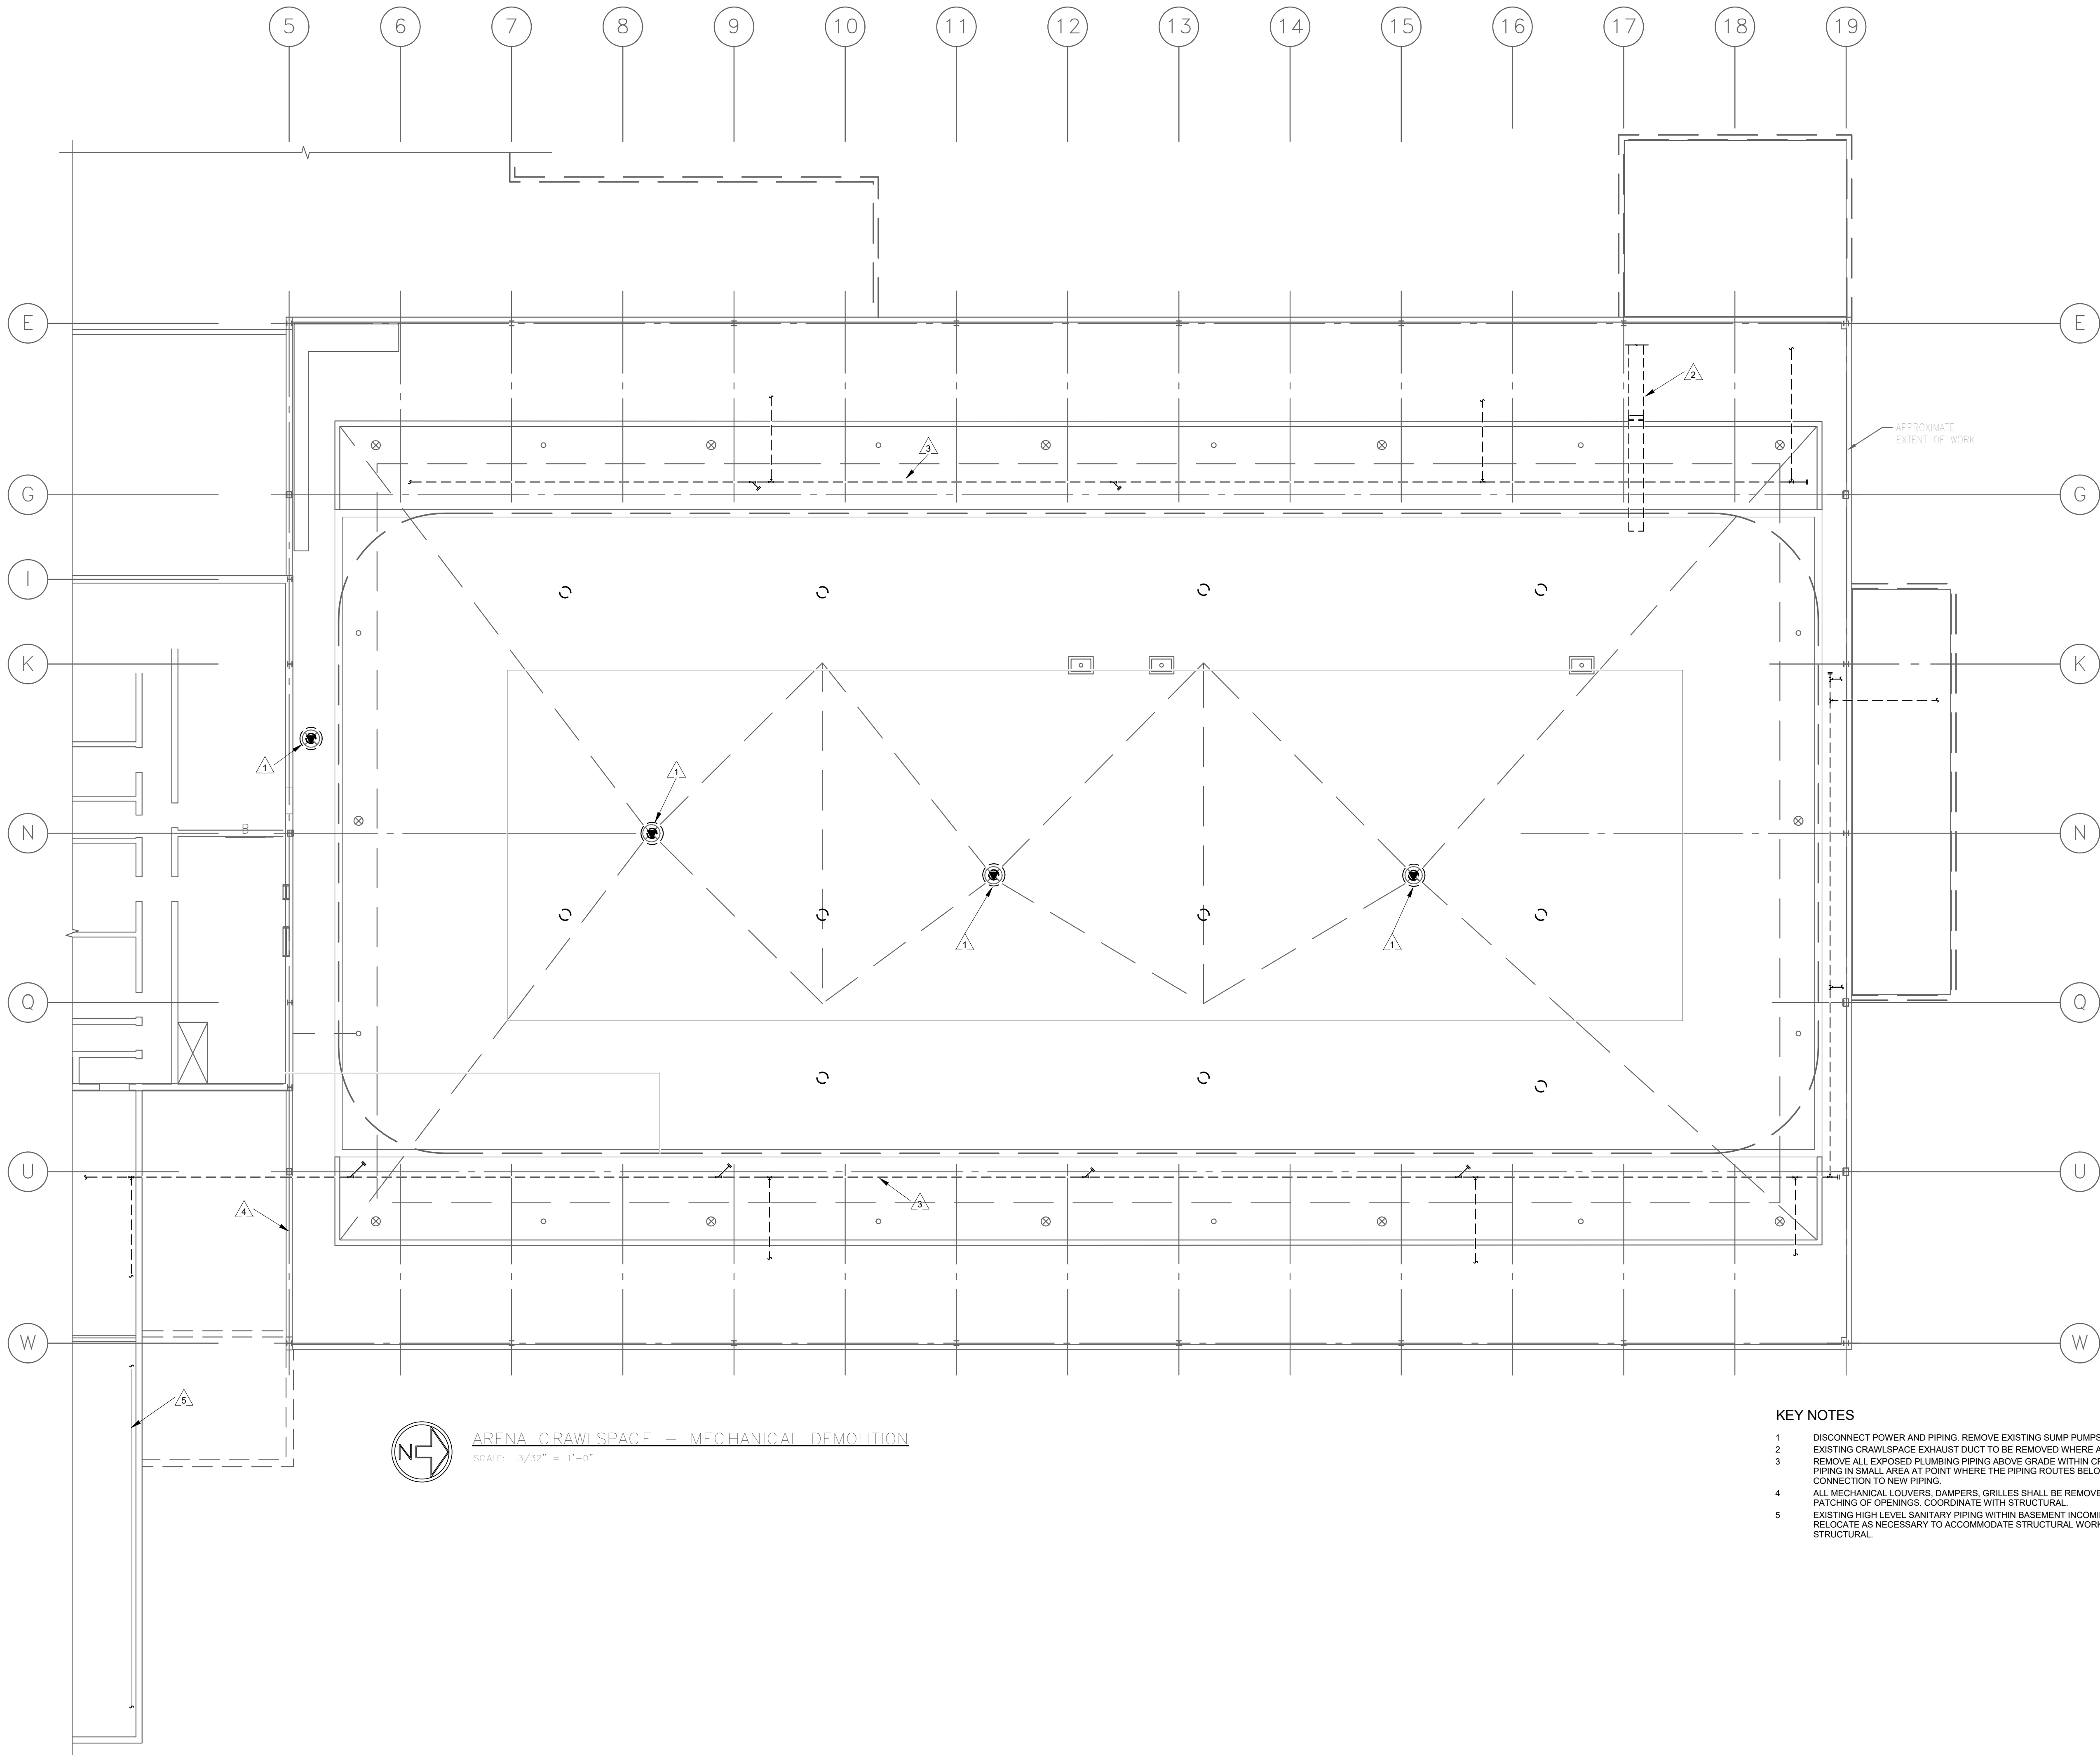 5 6 7 8 9 10 11 12 13 14 15 16 17 18 19
E E
2
APPROXIMATE
EXTENT OF WORK
3
G G
I
K K
1
1
N B N
1 1
Q Q
U U
3
4
W W
5
N
ARENA CRAWLSPACE – MECHANICAL DEMOLITION
SCALE: 3/32" = 1'-0"
KEY NOTES
1 DISCONNECT POWER AND PIPING. REMOVE EXISTING SUMP PUMPS
2 EXISTING CRAWLSPACE EXHAUST DUCT TO BE REMOVED WHERE
3 REMOVE ALL EXPOSED PLUMBING PIPING ABOVE GRADE WITHIN
PIPING IN SMALL AREA AT POINT WHERE THE PIPING ROUTES
CONNECTION TO NEW PIPING.
4 ALL MECHANICAL LOUVERS, DAMPERS, GRILLES SHALL BE
PATCHING OF OPENINGS. COORDINATE WITH STRUCTURAL.
5 EXISTING HIGH LEVEL SANITARY PIPING WITHIN BASEMENT
RELOCATE AS NECESSARY TO ACCOMMODATE STRUCTURAL
STRUCTURAL.